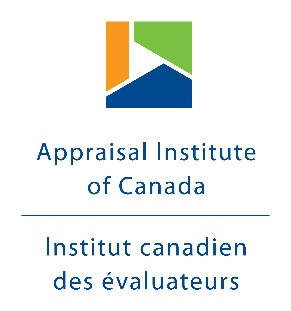 Appraisal Institute
of Canada
Institut canadien
des évaluateurs